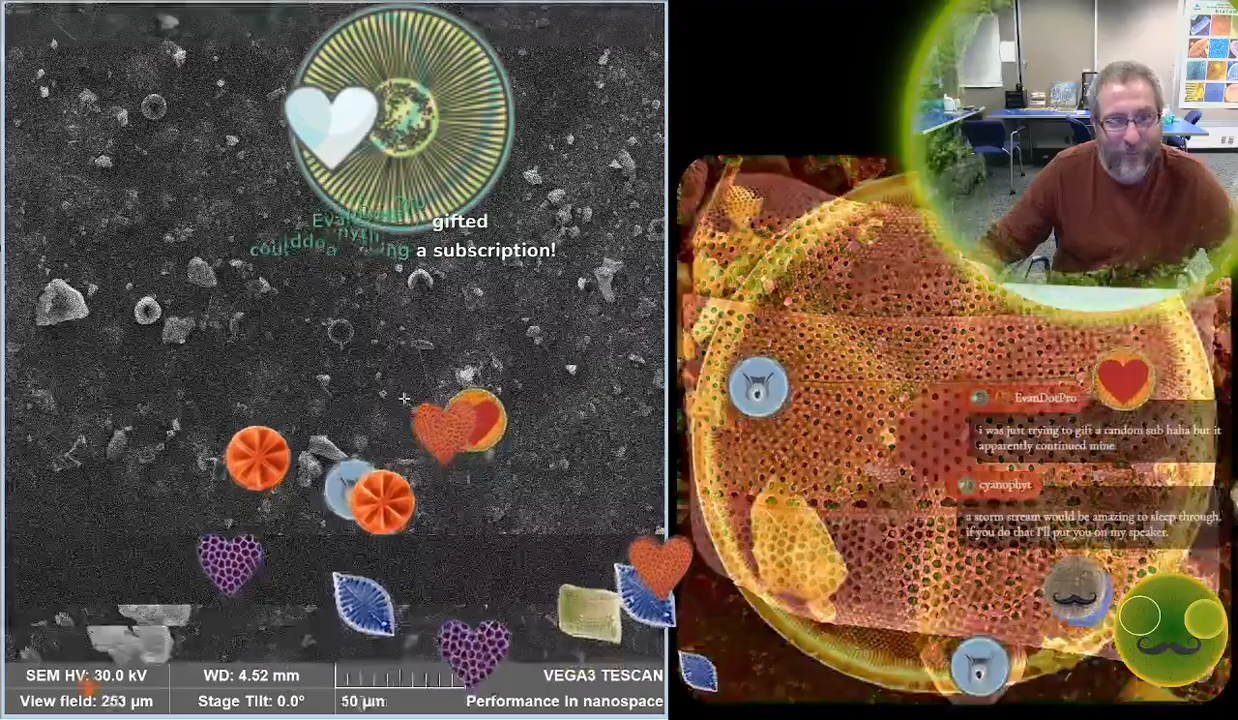 gifted
a subscription!
EvanDotPro
i was just trying to gift a random sub haha but it
apparently continued mine.
cyanophyt
a storm stream would be amazing to sleep through.
if you do that I'll put you on my speaker.
SEM HV: 30.0 kV
WD: 4.52 mm
VEGA3 TESCAN
View field: 253 µm
Stage Tilt: 0.0°
50 µm
Performance in nanospace